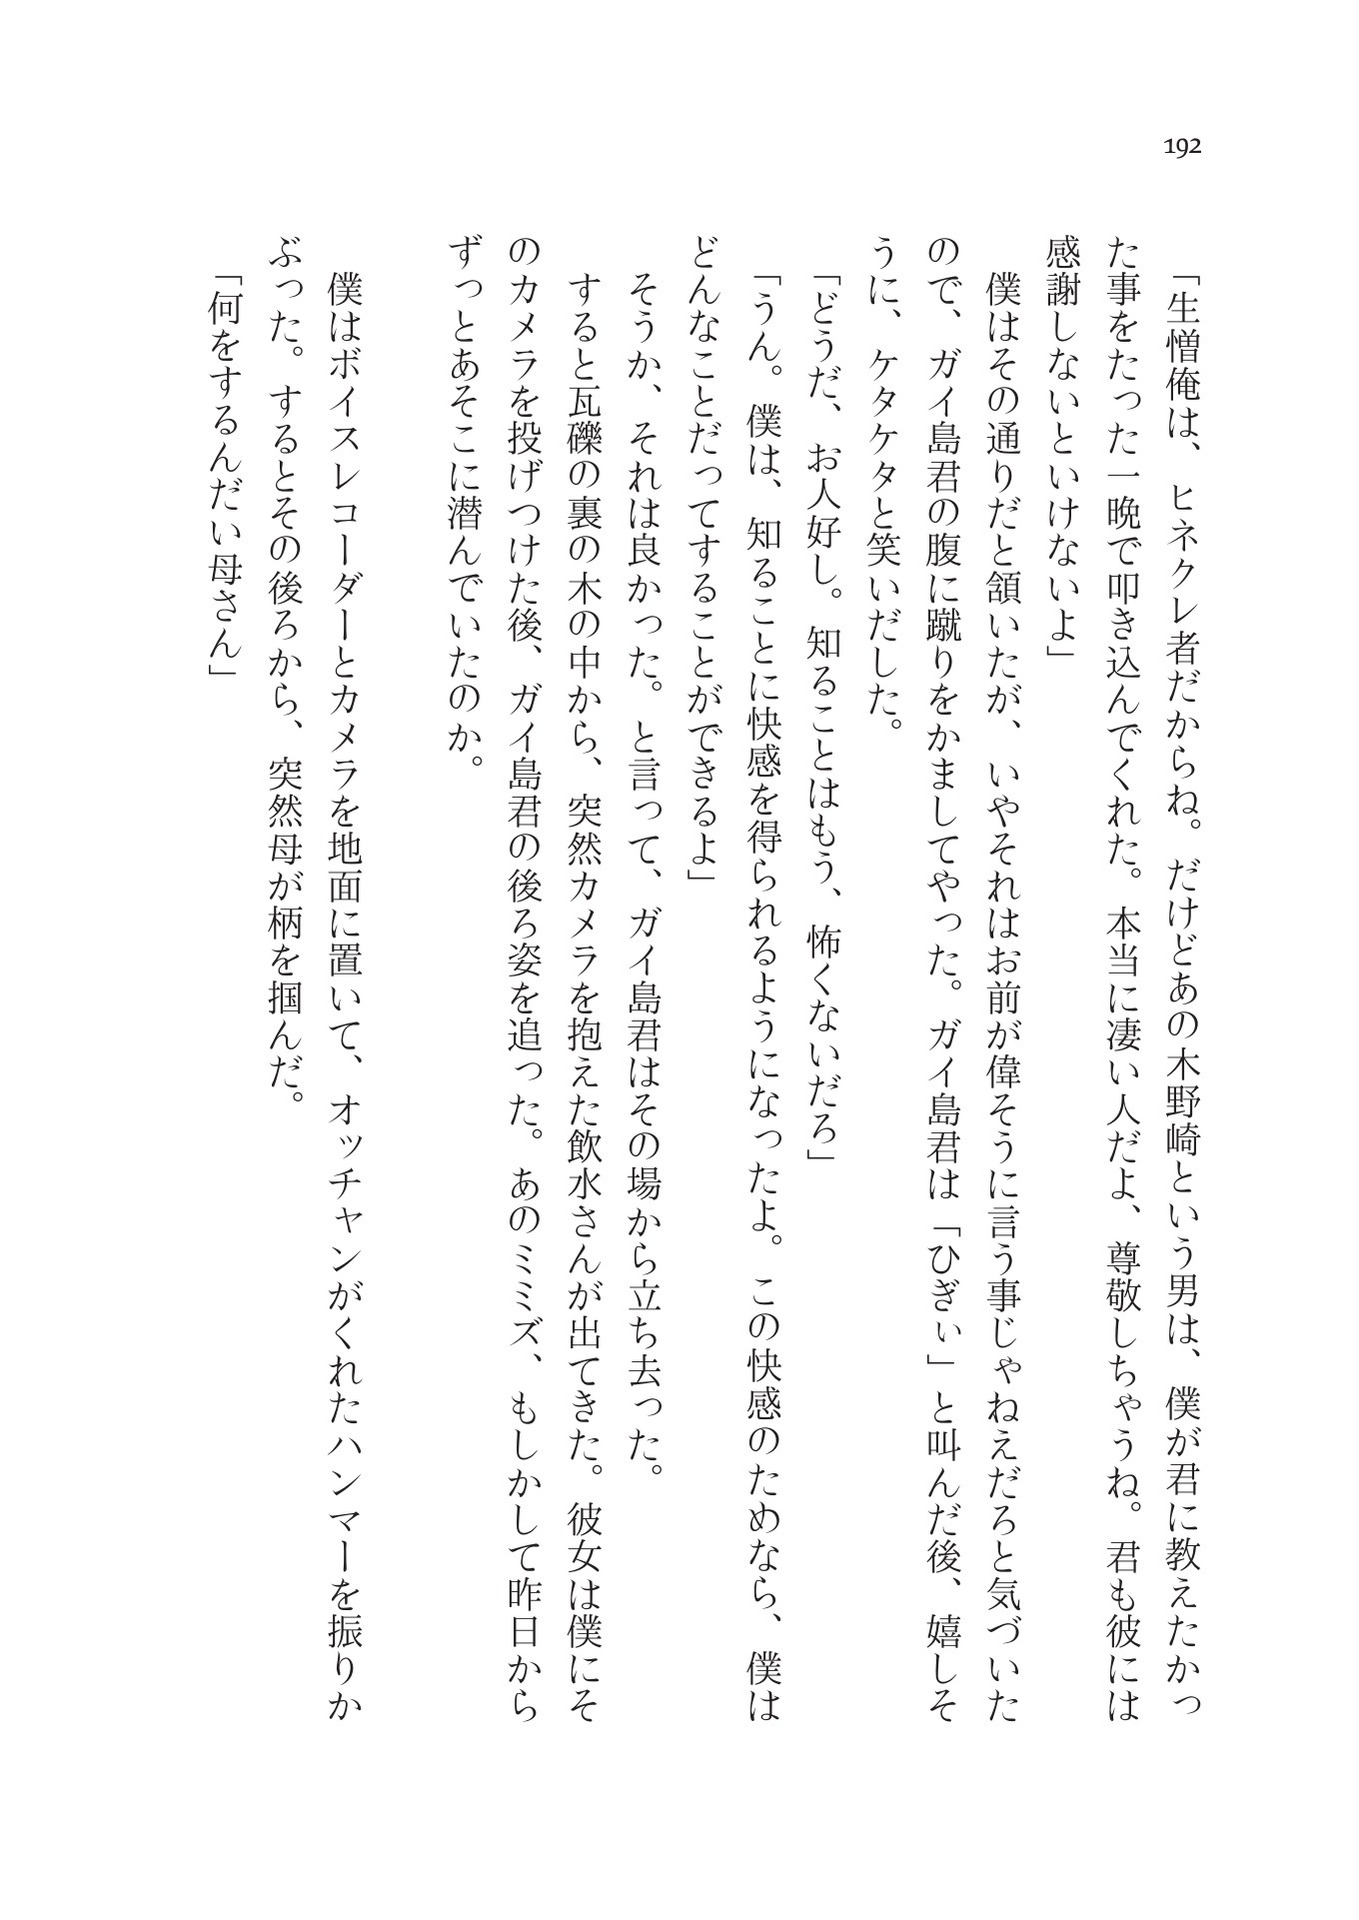 192
「生憎俺は、ヒネクレ者だからね。だけどあの木野崎という男は、僕が君に教えたかっ
た事をたった一晩で叩き込んでくれた。本当に凄い人だよ、尊敬しちゃうね。君も彼には
感謝しないといけないよ」
僕はその通りだと頷いたが、いやそれはお前が偉そうに言う事じゃねえだろと気づいた
ので、ガイ島君の腹に蹴りをかましてやった。ガイ島君は「ひぎぃ」と叫んだ後、嬉しそ
うに、ケタケタと笑いだした。
「どうだ、お人好し。知ることはもう、怖くないだろ」
「うん。僕は、知ることに快感を得られるようになったよ。この快感のためなら、僕は
どんなことだってすることができるよ」
そうか、それは良かった。と言って、ガイ島君はその場から立ち去った。
すると瓦礫の裏の木の中から、突然カメラを抱えた飲水さんが出てきた。彼女は僕にそ
のカメラを投げつけた後、ガイ島君の後ろ姿を追った。あのミミズ、もしかして昨日から
ずっとあそこに潜んでいたのか。
僕はボイスレコーダーとカメラを地面に置いて、オッチャンがくれたハンマーを振りか
ぶった。するとその後ろから、突然母が柄を掴んだ。
「何をするんだい母さん」